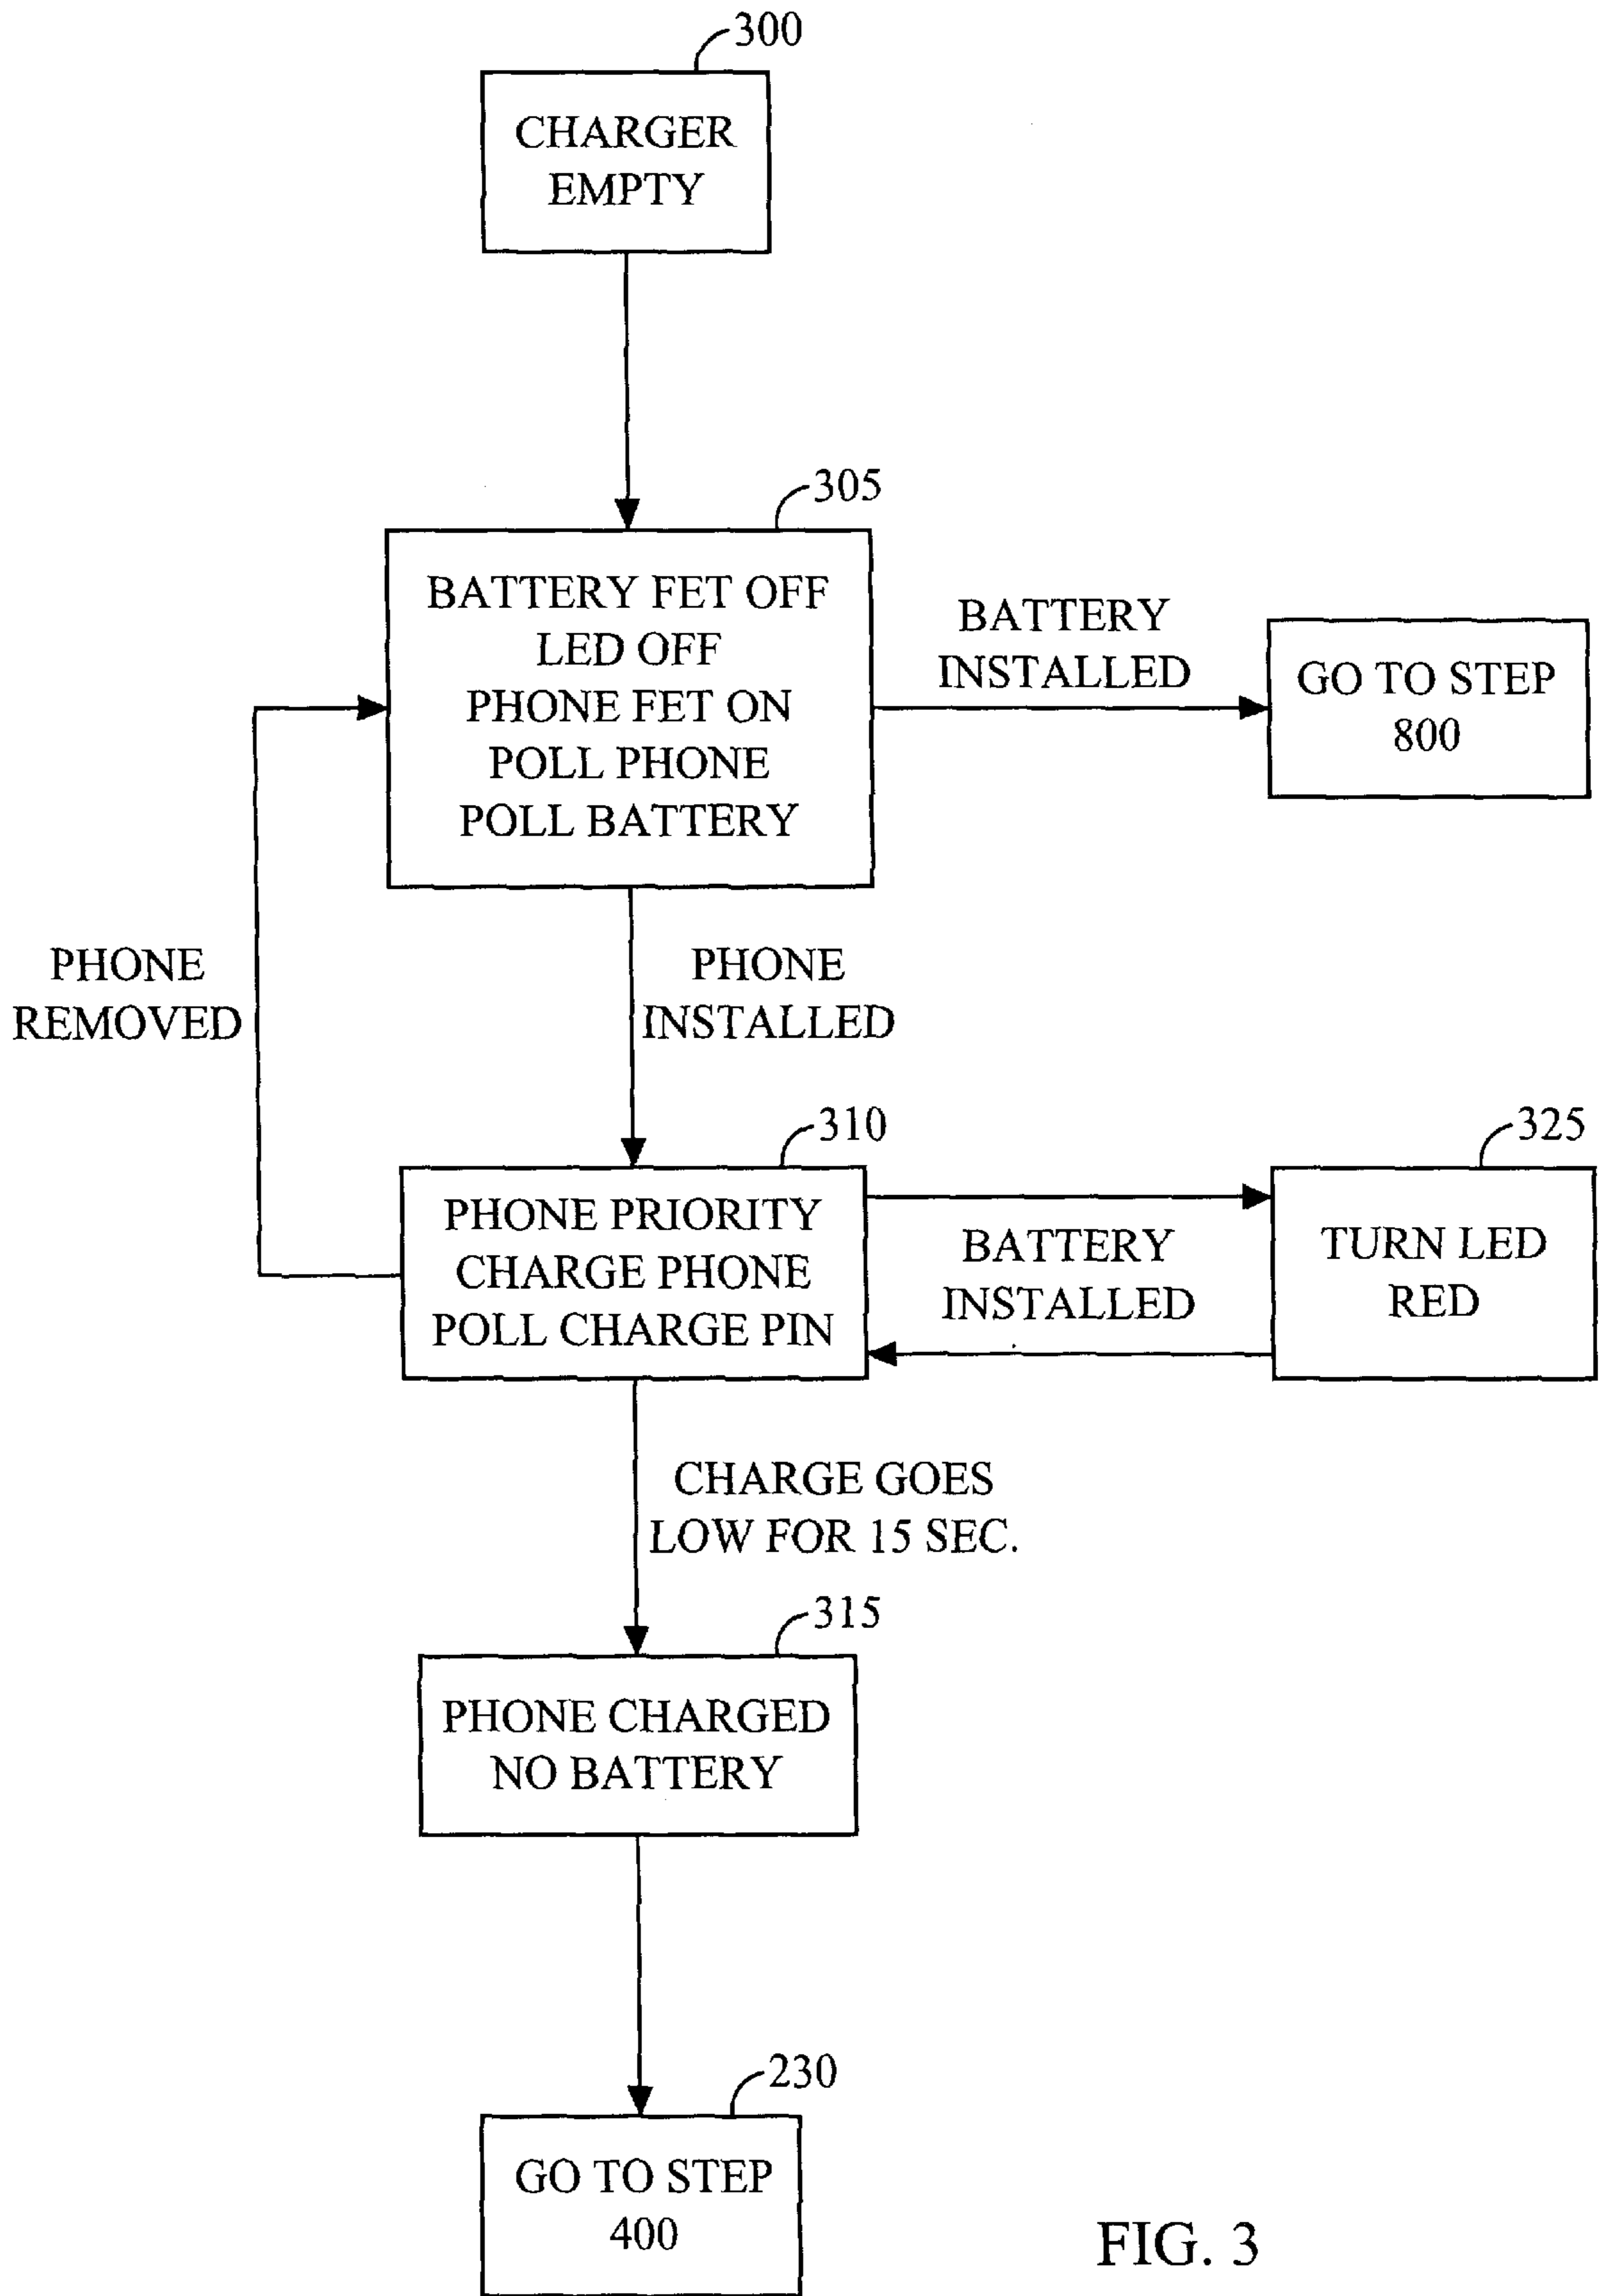 300
CHARGER
EMPTY
305
BATTERY FET OFF
LED OFF
PHONE FET ON
POLL PHONE
POLL BATTERY
BATTERY
INSTALLED
GO TO STEP
800
PHONE
REMOVED
PHONE
INSTALLED
310
PHONE PRIORITY
CHARGE PHONE
POLL CHARGE PIN
BATTERY
INSTALLED
325
TURN LED
RED
CHARGE GOES
LOW FOR 15 SEC.
315
PHONE CHARGED
NO BATTERY
230
GO TO STEP
400
FIG. 3